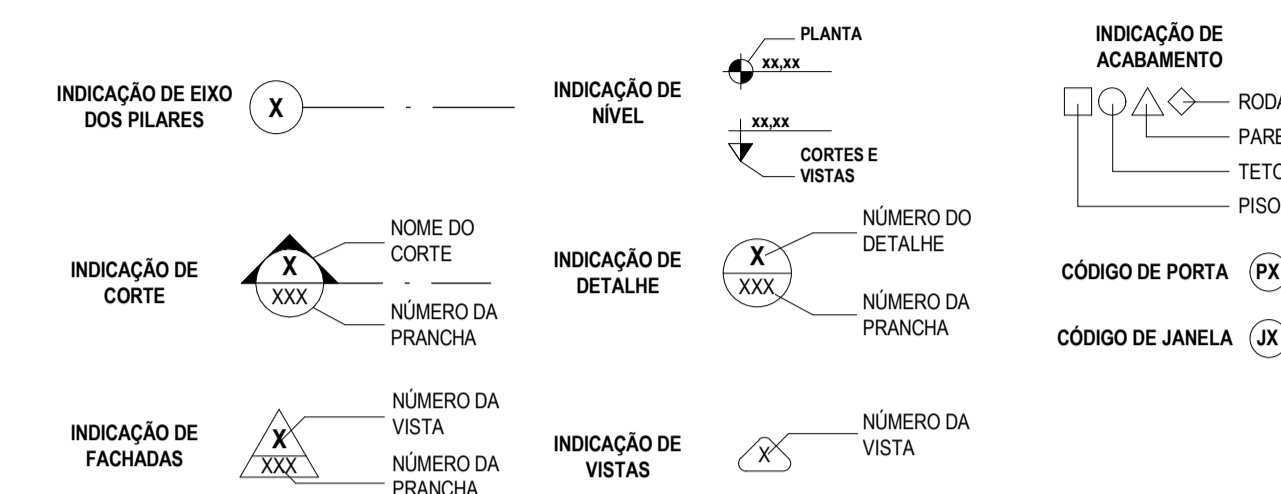 INDICAÇÃO DE EIXO
DOS PILARES
X
INDICAÇÃO DE
NÍVEL
PLANTA
xx,xx
xx,xx
CORTES E
VISTAS
INDICAÇÃO DE
ACABAMENTO
TETO
PISO
INDICAÇÃO DE
CORTE
X
XXX
NOME DO
CORTE
NÚMERO DA
PRANCHA
INDICAÇÃO DE
DETALHE
X
XXX
NÚMERO DO
DETALHE
NÚMERO DA
PRANCHA
CÓDIGO DE PORTA
PX
CÓDIGO DE JANELA
JX
INDICAÇÃO DE
FACHADAS
X
XXX
NÚMERO DA
VISTA
NÚMERO DA
PRANCHA
INDICAÇÃO DE
VISTAS
X
NÚMERO DA
VISTA